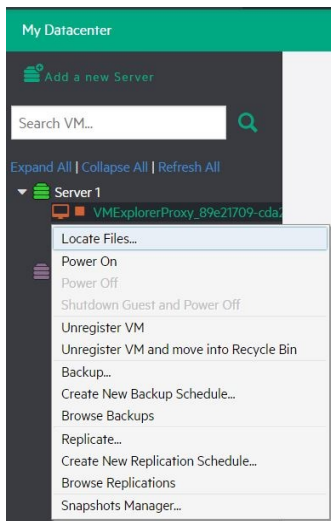 My Datacenter
Add a new Server
Search VM...
Expand All | Collapse All | Refresh All
Server 1
VMExplorerProxy_89e21709-cda2
Locate Files...
Power On
Power Off
Shutdown Guest and Power Off
Unregister VM
Unregister VM and move into Recycle Bin
Backup...
Create New Backup Schedule...
Browse Backups
Replicate...
Create New Replication Schedule...
Browse Replications
Snapshots Manager...